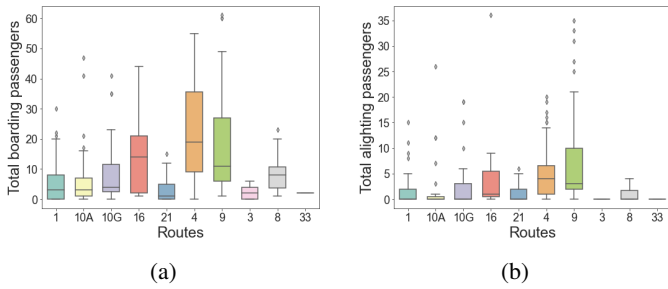 Total boarding passengers
60
50
40
30
20
10
0
1 10A 10G 16 21 4 9 3 8 33
Routes
(a)
Total alighting passengers
35
30
25
20
15
10
5
0
1 10A 10G 16 21 4 9 3 8 33
Routes
(b)